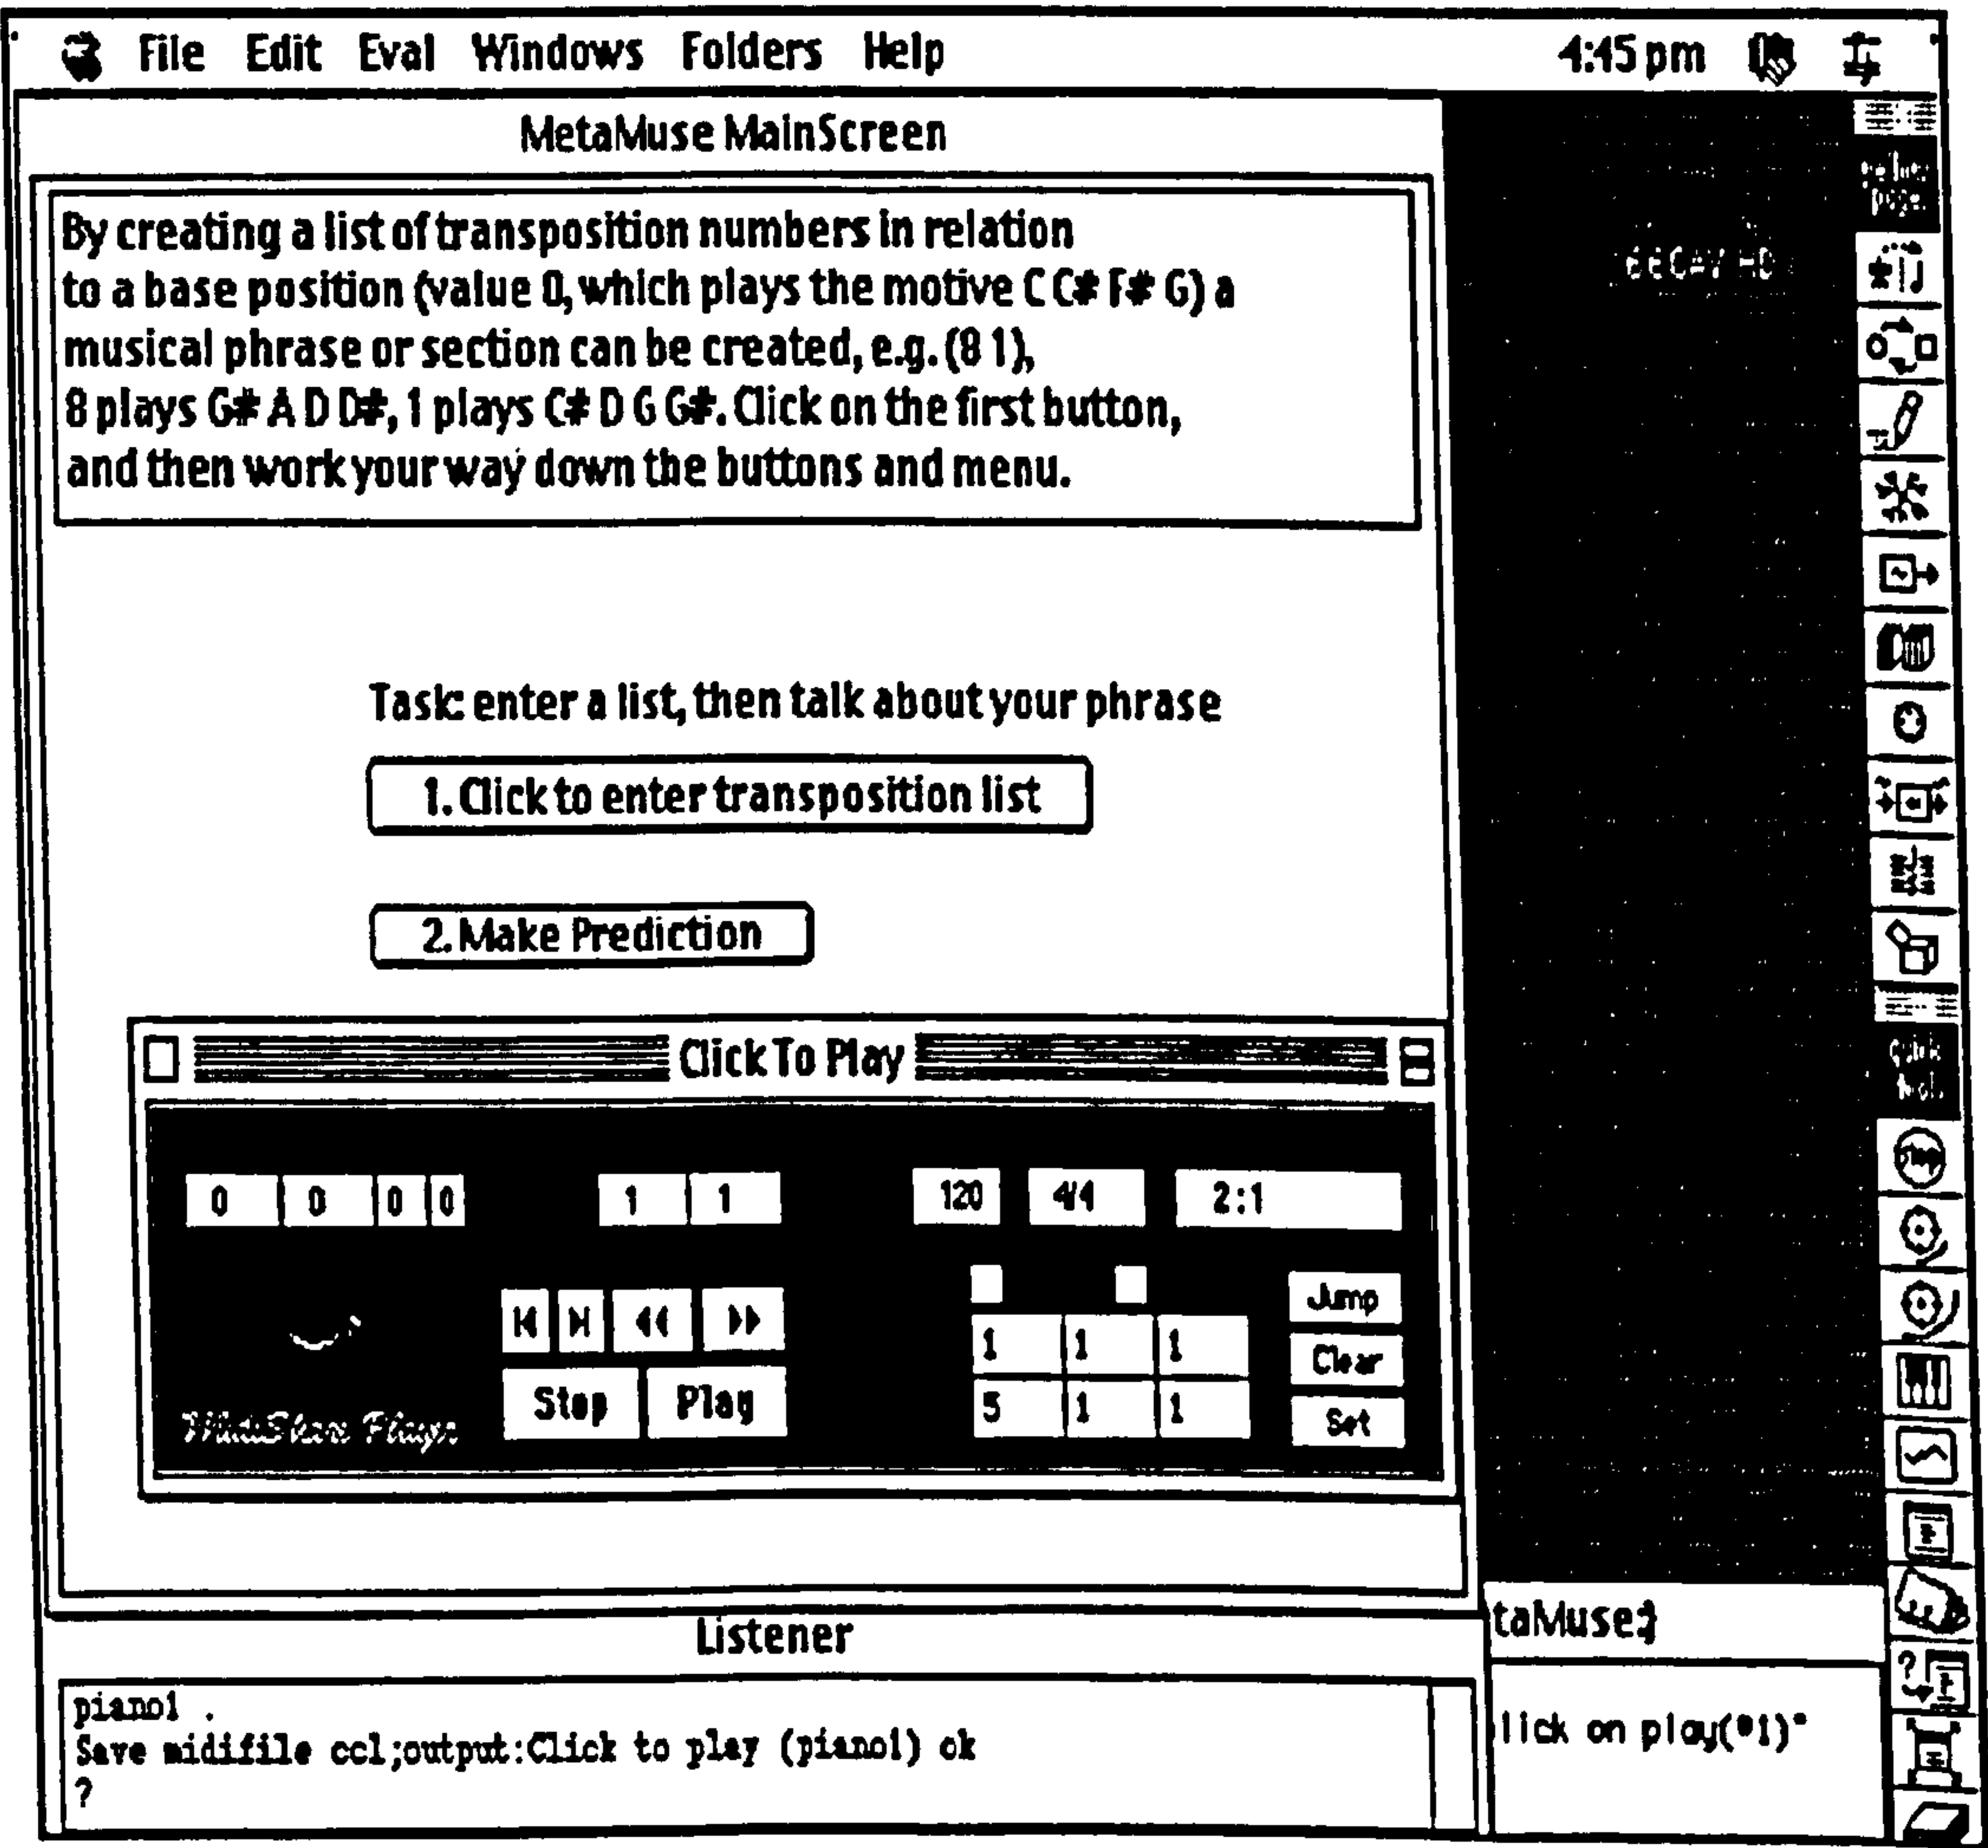 File Edit Eval Windows Folders Help 4:45 pm
MetaMuse MainScreen
By creating a list of transposition numbers in relation
to a base position (value 0, which plays the motive C C# F# G) a
musical phrase or section can be created, e.g. (8 1),
8 plays G# A D D#, 1 plays C# D G G#. Click on the first button,
and then work your way down the buttons and menu.
Task: enter a list, then talk about your phrase
1. Click to enter transposition list
2. Make Prediction
Click To Play
0 0 0 0 1 1 120 4/4 2:1
Jump
1 1 1
Clear
Stop Play
5 1 1
Set
Listener
taMuse:}
piano1 .
Save midifile ccl;output:Click to play (piano1) ok
?
lick on play("1)"